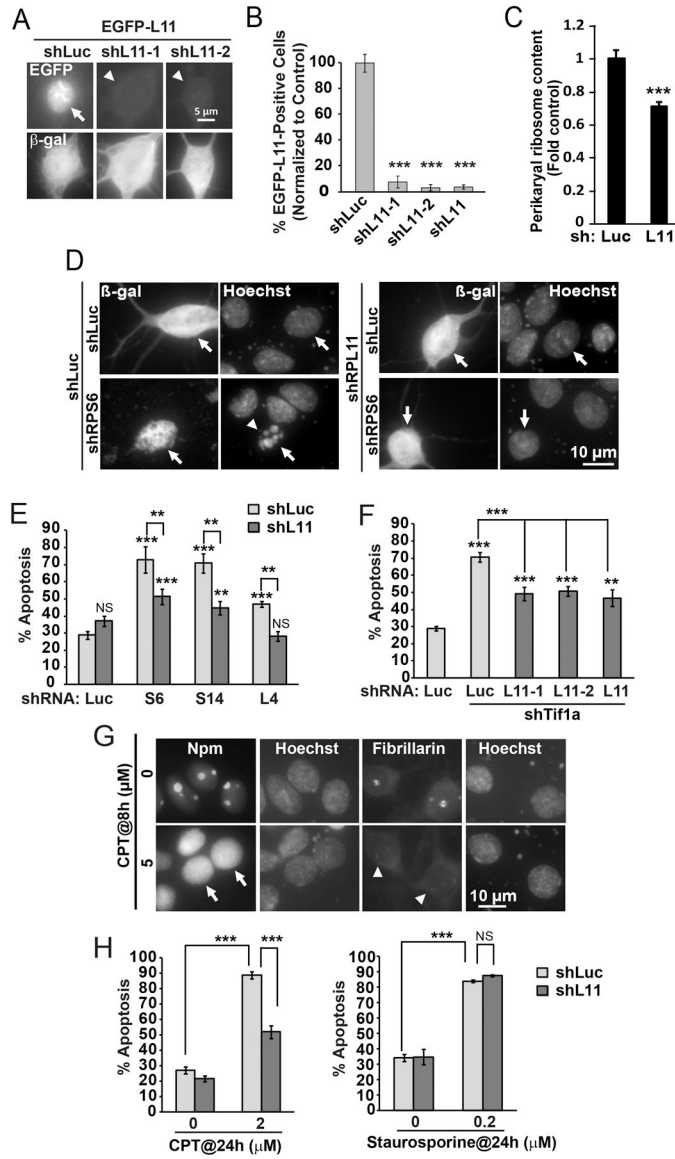 A
EGFP-L11
shLuc shL11-1 shL11-2
EGFP
5 µm
β-gal
B
% EGFP-L11-Positive Cells
(Normalized to Control)
100
80
60
40
20
0
*** *** ***
shLuc shL11-1 shL11-2 shL11
C
Perikaryal ribosome content
(Fold control)
1.2
1
0.8
0.6
0.4
0.2
0
***
sh: Luc L11
D
ß-gal Hoechst ß-gal Hoechst
shLuc
shLuc
shRPS6
shRPL11
shLuc
shRPS6
10 µm
E
shLuc
shL11
% Apoptosis
90
80
70
60
50
40
30
20
10
0
** ** **
NS *** *** *** ** *** NS
shRNA: Luc S6 S14 L4
F
% Apoptosis
90
80
70
60
50
40
30
20
10
0
***
*** *** *** **
shRNA: Luc Luc L11-1 L11-2 L11
shTif1a
G
Npm Hoechst Fibrillarin Hoechst
CPT@8h (µM)
0
5
10 µm
H
% Apoptosis
100
90
80
70
60
50
40
30
20
10
0
*** ***
0 2
CPT@24h (µM)
% Apoptosis
100
90
80
70
60
50
40
30
20
10
0
*** NS
0 0.2
Staurosporine@24h (µM)
shLuc
shL11